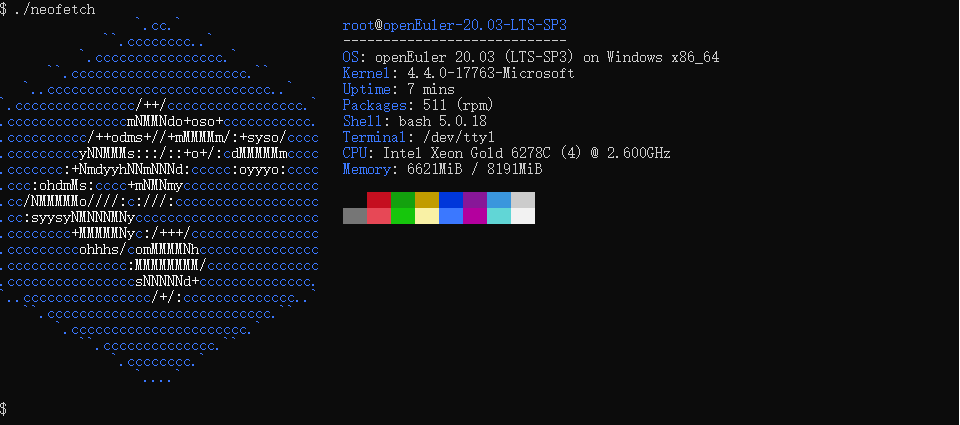 $ ./neofetch
root@openEuler-20.03-LTS-SP3
----------------------------
OS: openEuler 20.03 (LTS-SP3) on Windows x86_64
Kernel: 4.4.0-17763-Microsoft
Uptime: 7 mins
Packages: 511 (rpm)
Shell: bash 5.0.18
Terminal: /dev/tty1
CPU: Intel Xeon Gold 6278C (4) @ 2.600GHz
Memory: 6621MiB / 8191MiB
$